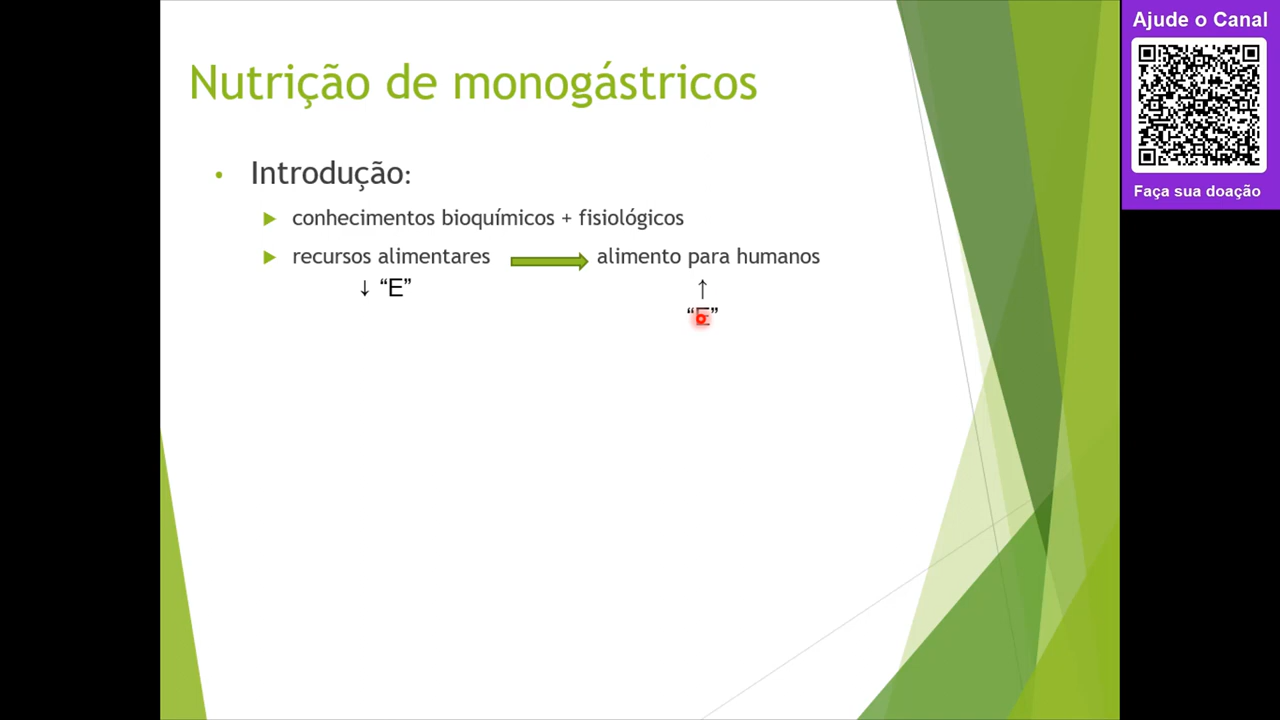 Nutrição de monogástricos
• Introdução:
conhecimentos bioquímicos + fisiológicos
recursos alimentares
alimento para humanos
↓ “E”
↑
“E”
Ajude o Canal
Faça sua doação